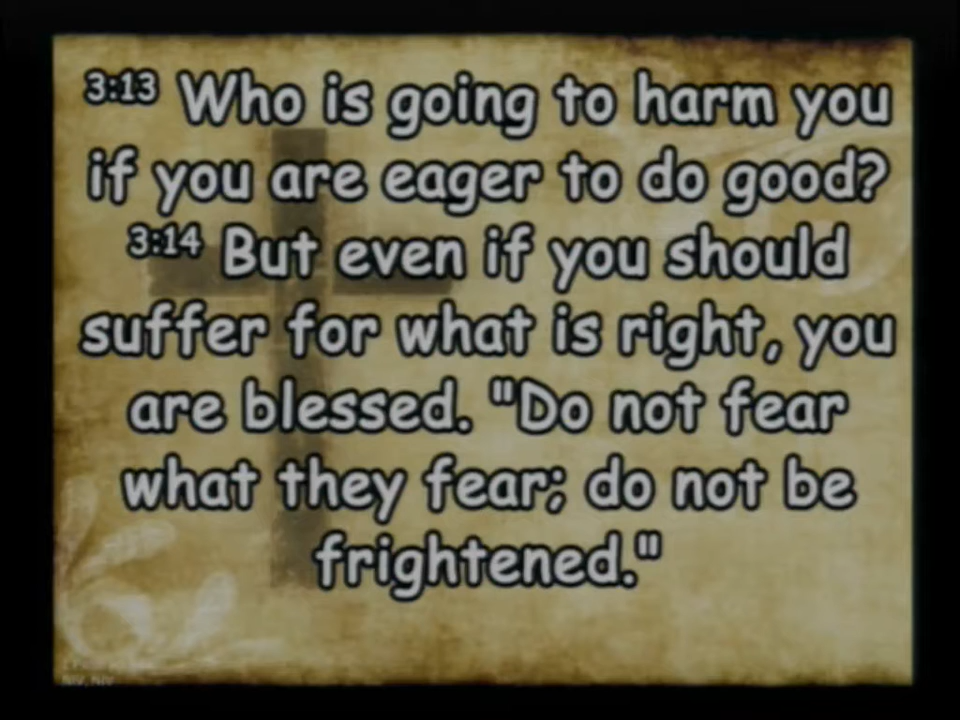 3:13 Who is going to harm you
if you are eager to do good?
3:14 But even if you should
suffer for what is right, you
are blessed. "Do not fear
what they fear; do not be
frightened."
NIV, NIV